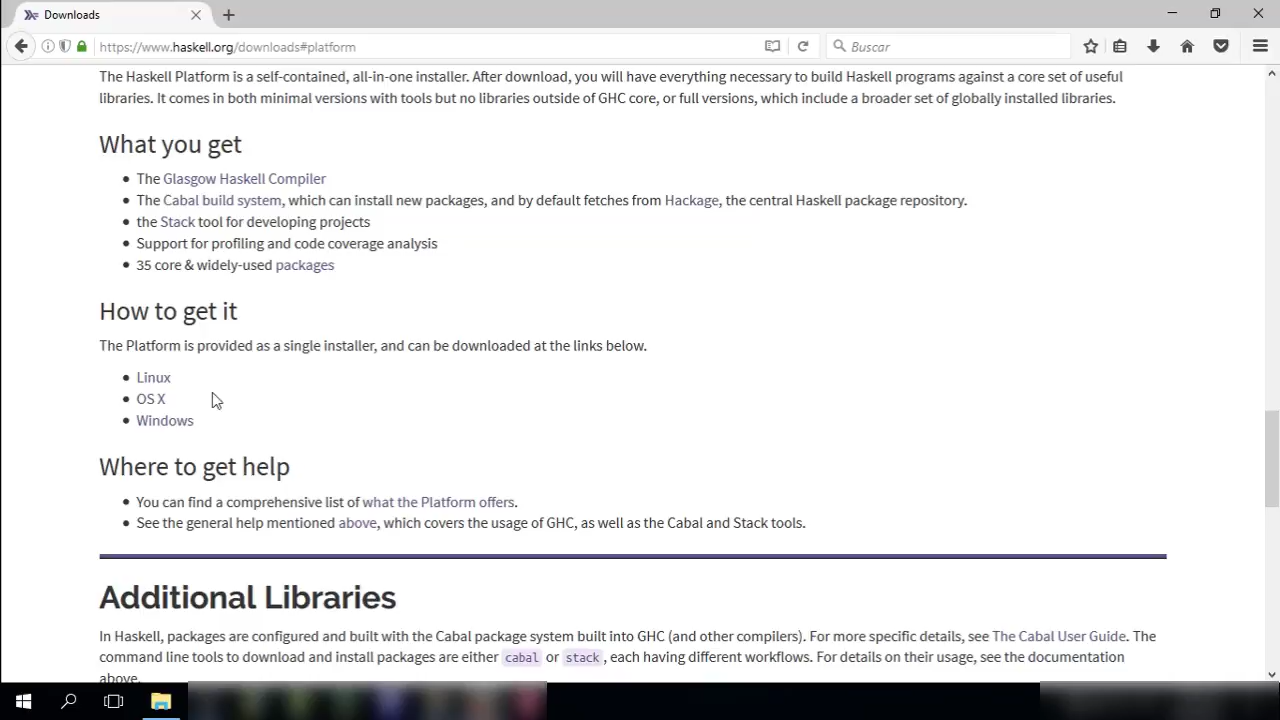 Downloads
https://www.haskell.org/downloads#platform
Buscar
The Haskell Platform is a self-contained, all-in-one installer. After download, you will have everything necessary to build Haskell programs against a core set of useful
libraries. It comes in both minimal versions with tools but no libraries outside of GHC core, or full versions, which include a broader set of globally installed libraries.
What you get
• The Glasgow Haskell Compiler
• The Cabal build system, which can install new packages, and by default fetches from Hackage, the central Haskell package repository.
• the Stack tool for developing projects
• Support for profiling and code coverage analysis
• 35 core & widely-used packages
How to get it
The Platform is provided as a single installer, and can be downloaded at the links below.
• Linux
• OS X
• Windows
Where to get help
• You can find a comprehensive list of what the Platform offers.
• See the general help mentioned above, which covers the usage of GHC, as well as the Cabal and Stack tools.
Additional Libraries
In Haskell, packages are configured and built with the Cabal package system built into GHC (and other compilers). For more specific details, see The Cabal User Guide. The
command line tools to download and install packages are either cabal or stack, each having different workflows. For details on their usage, see the documentation
above.